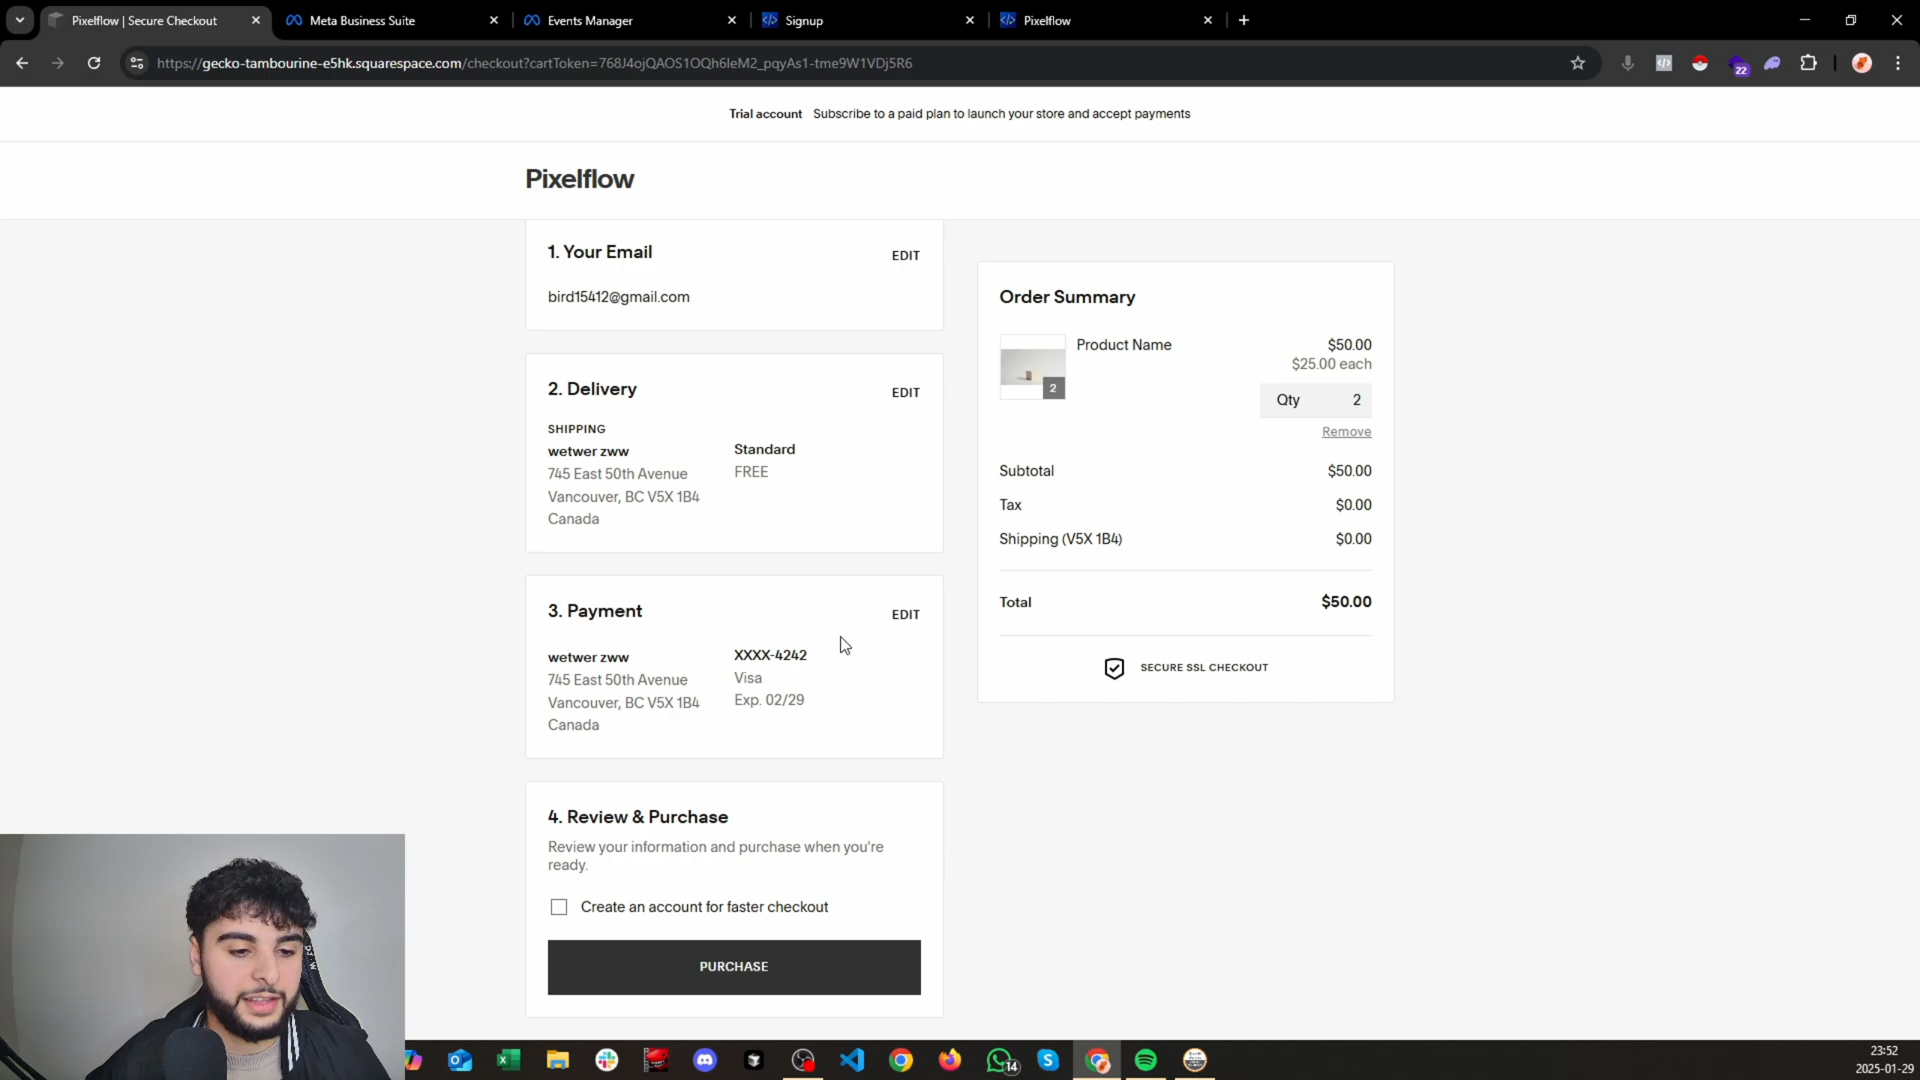 Pixelflow | Secure Checkout
Meta Business Suite
Events Manager
Signup
Pixelflow
https://gecko-tambourine-e5hk.squarespace.com/checkout?cartToken=768J4ojQAOS1OQh6leM2_pqyAs1-tme9W1VDj5R6
22
Trial account Subscribe to a paid plan to launch your store and accept payments
Pixelflow
1. Your Email
EDIT
bird15412@gmail.com
2. Delivery
EDIT
SHIPPING
wetwer zww
745 East 50th Avenue
Vancouver, BC V5X 1B4
Canada
Standard
FREE
3. Payment
EDIT
wetwer zww
745 East 50th Avenue
Vancouver, BC V5X 1B4
Canada
XXXX-4242
Visa
Exp. 02/29
4. Review & Purchase
Review your information and purchase when you're
ready.
Create an account for faster checkout
PURCHASE
Order Summary
2
Product Name
$50.00
$25.00 each
Qty 2
Remove
Subtotal $50.00
Tax $0.00
Shipping (V5X 1B4) $0.00
Total $50.00
SECURE SSL CHECKOUT
14
23:52
2025-01-29